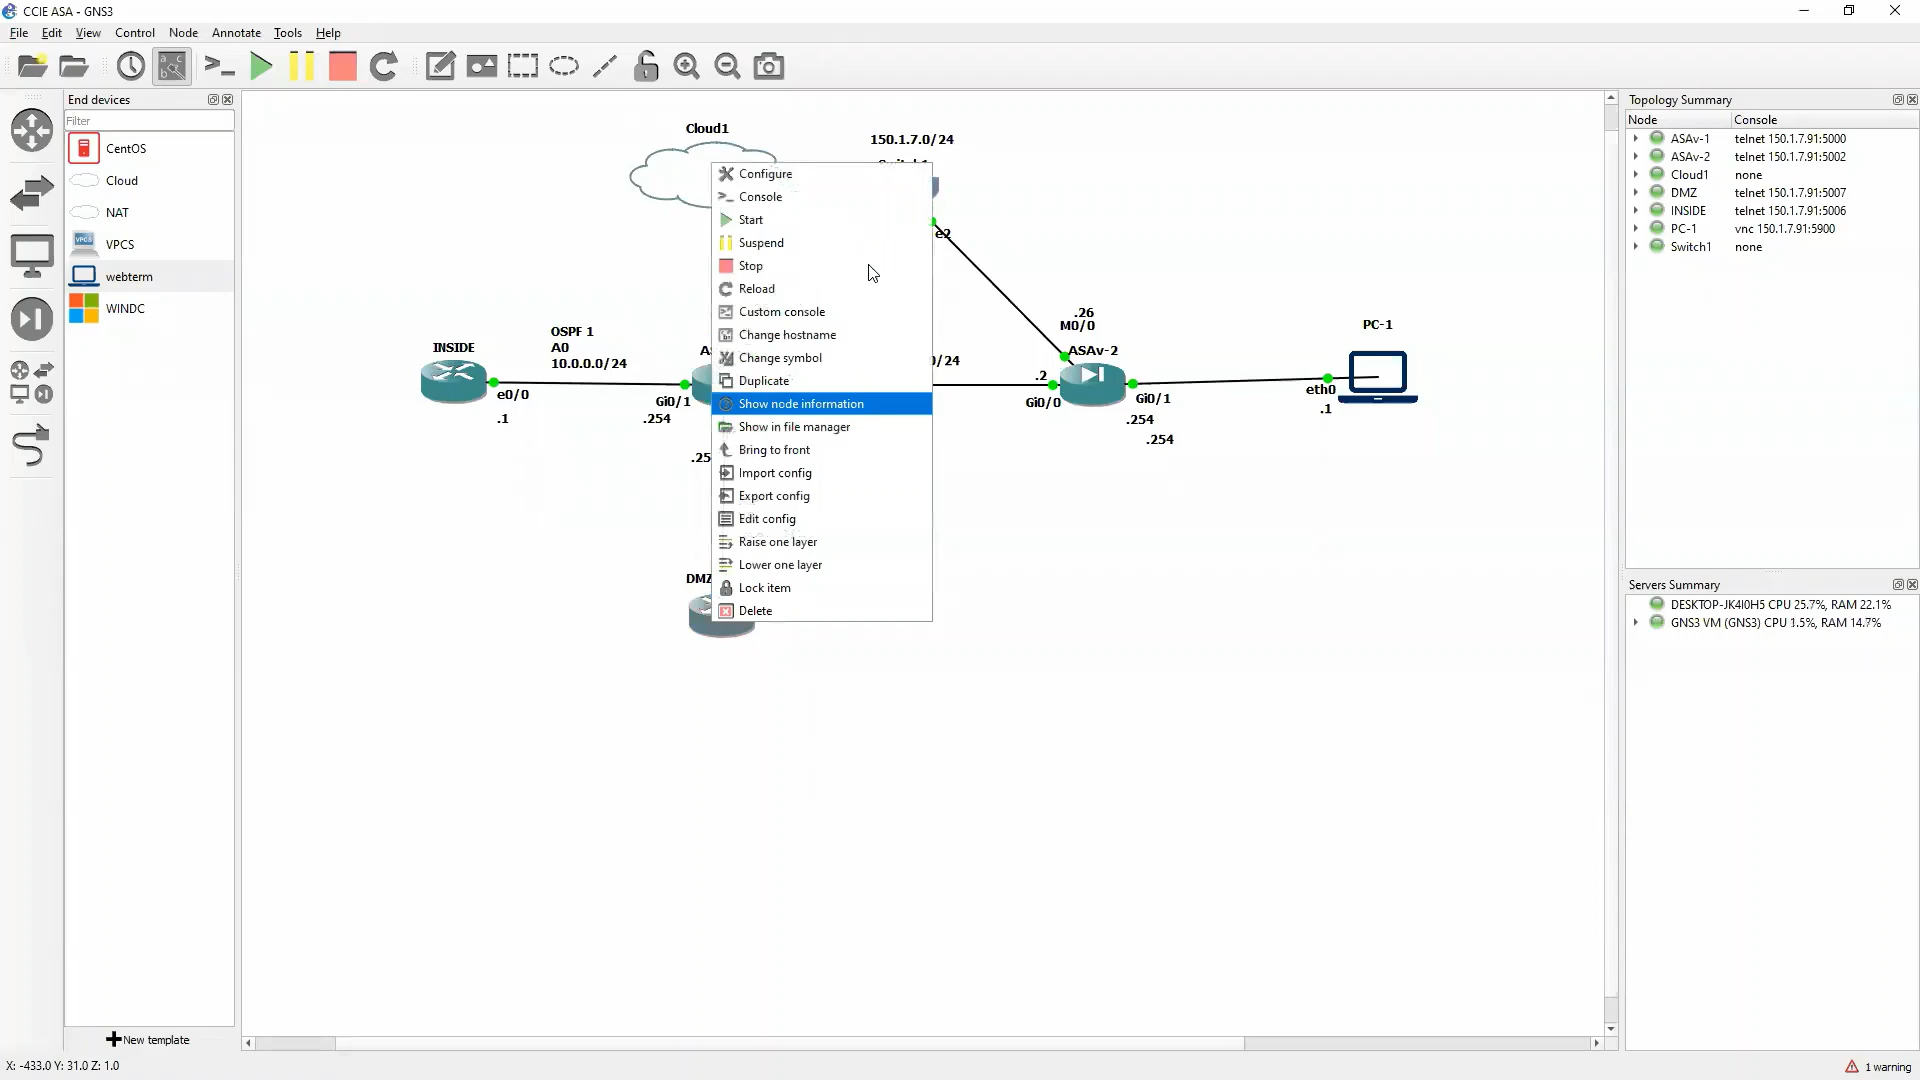 CCIE ASA - GNS3
File Edit View Control Node Annotate Tools Help
End devices
Filter
CentOS
Cloud
NAT
VPCS
webterm
WINDC
New template
Cloud1
150.1.7.0/24
Switch1
e2
Configure
Console
Start
Suspend
Stop
Reload
Custom console
Change hostname
Change symbol
Duplicate
Show node information
Show in file manager
Bring to front
Import config
Export config
Edit config
Raise one layer
Lower one layer
Lock item
Delete
INSIDE
OSPF 1
A0
10.0.0.0/24
e0/0
.1
Gi0/1
.254
.25
DMZ
/24
.26
M0/0
ASAv-2
.2
Gi0/0
Gi0/1
.254
.254
PC-1
eth0
.1
Topology Summary
Node Console
ASAv-1 telnet 150.1.7.91:5000
ASAv-2 telnet 150.1.7.91:5002
Cloud1 none
DMZ telnet 150.1.7.91:5007
INSIDE telnet 150.1.7.91:5006
PC-1 vnc 150.1.7.91:5900
Switch1 none
Servers Summary
DESKTOP-JK4I0H5 CPU 25.7%, RAM 22.1%
GNS3 VM (GNS3) CPU 1.5%, RAM 14.7%
X: -433.0 Y: 31.0 Z: 1.0
1 warning